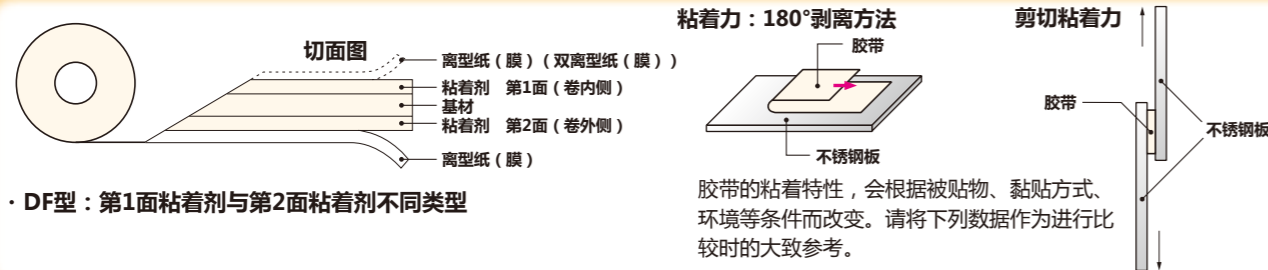 切面图
离型纸（膜）（双离型纸（膜））
粘着剂　第1面（卷内侧）
基材
粘着剂　第2面（卷外侧）
离型纸（膜）
・DF型：第1面粘着剂与第2面粘着剂不同类型
粘着力：180°剥离方法
胶带
不锈钢板
胶带的粘着特性，会根据被贴物、黏贴方式、
环境等条件而改变。请将下列数据作为进行比
较时的大致参考。
剪切粘着力
胶带
不锈钢板